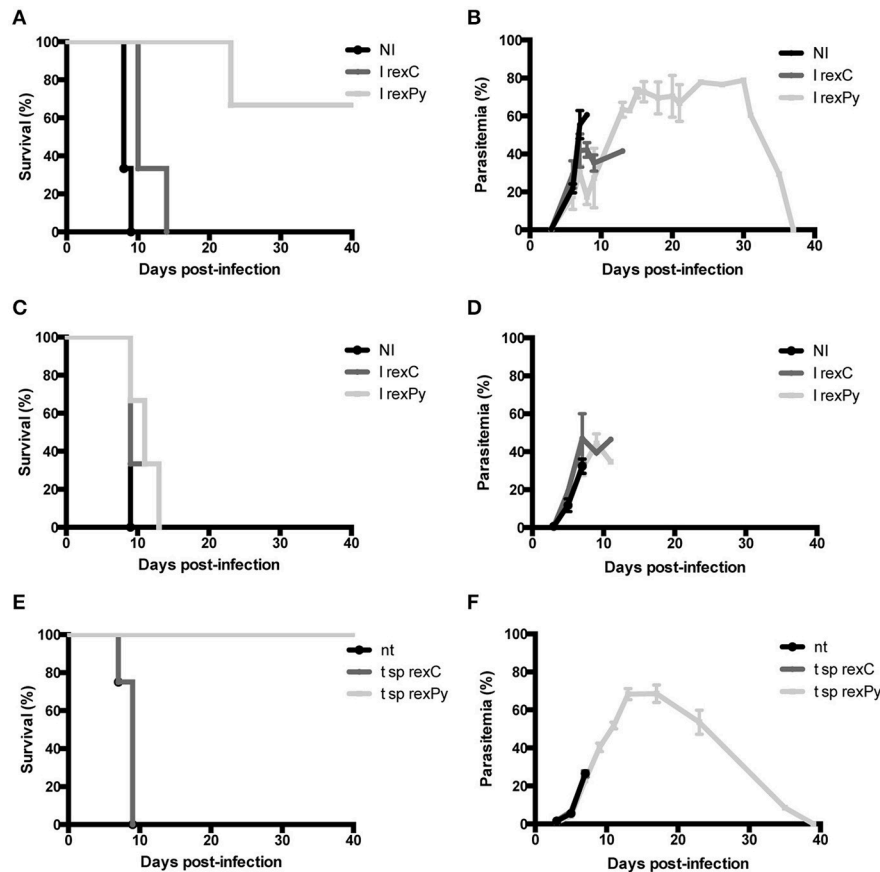 A
B
100
80
60
40
20
0
Survival (%)
0 10 20 30 40
Days post-infection
NI
I rexC
I rexPy
100
80
60
40
20
0
Parasitemia (%)
0 10 20 30 40
Days post-infection
NI
I rexC
I rexPy
C
D
100
80
60
40
20
0
Survival (%)
0 10 20 30 40
Days post-infection
NI
I rexC
I rexPy
100
80
60
40
20
0
Parasitemia (%)
0 10 20 30 40
Days post-infection
NI
I rexC
I rexPy
E
F
100
80
60
40
20
0
Survival (%)
0 10 20 30 40
Days post-infection
nt
t sp rexC
t sp rexPy
100
80
60
40
20
0
Parasitemia (%)
0 10 20 30 40
Days post-infection
nt
t sp rexC
t sp rexPy